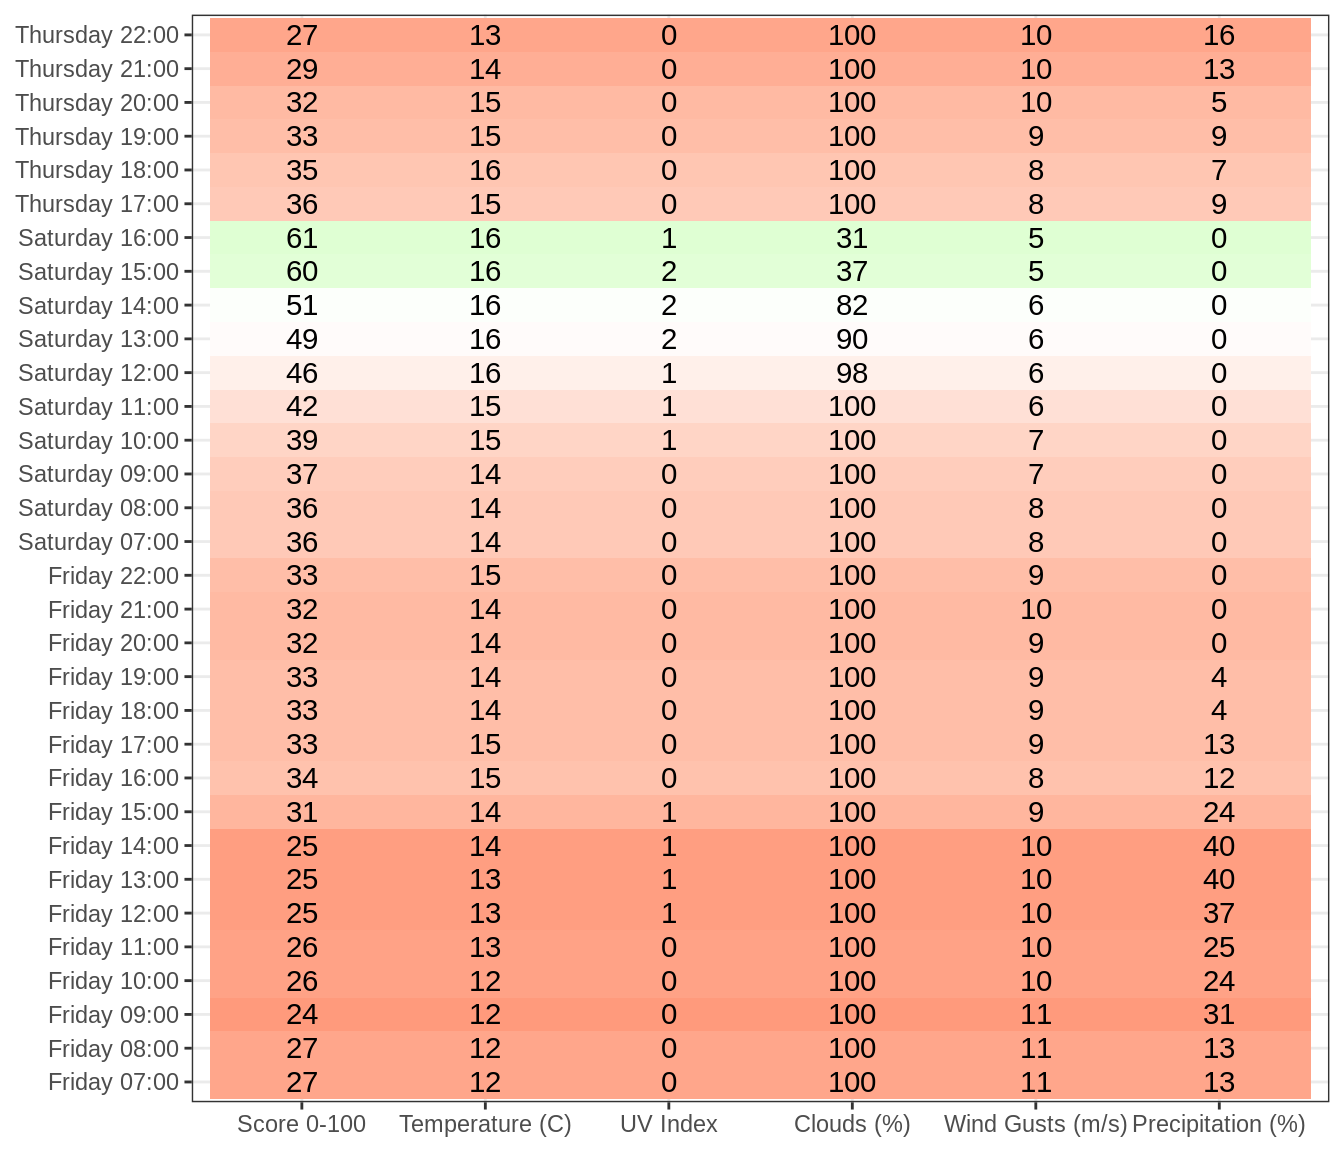 Thursday 22:00 27 13 0 100 10 16
Thursday 21:00 29 14 0 100 10 13
Thursday 20:00 32 15 0 100 10 5
Thursday 19:00 33 15 0 100 9 9
Thursday 18:00 35 16 0 100 8 7
Thursday 17:00 36 15 0 100 8 9
Saturday 16:00 61 16 1 31 5 0
Saturday 15:00 60 16 2 37 5 0
Saturday 14:00 51 16 2 82 6 0
Saturday 13:00 49 16 2 90 6 0
Saturday 12:00 46 16 1 98 6 0
Saturday 11:00 42 15 1 100 6 0
Saturday 10:00 39 15 1 100 7 0
Saturday 09:00 37 14 0 100 7 0
Saturday 08:00 36 14 0 100 8 0
Saturday 07:00 36 14 0 100 8 0
Friday 22:00 33 15 0 100 9 0
Friday 21:00 32 14 0 100 10 0
Friday 20:00 32 14 0 100 9 0
Friday 19:00 33 14 0 100 9 4
Friday 18:00 33 14 0 100 9 4
Friday 17:00 33 15 0 100 9 13
Friday 16:00 34 15 0 100 8 12
Friday 15:00 31 14 1 100 9 24
Friday 14:00 25 14 1 100 10 40
Friday 13:00 25 13 1 100 10 40
Friday 12:00 25 13 1 100 10 37
Friday 11:00 26 13 0 100 10 25
Friday 10:00 26 12 0 100 10 24
Friday 09:00 24 12 0 100 11 31
Friday 08:00 27 12 0 100 11 13
Friday 07:00 27 12 0 100 11 13
Score 0-100 Temperature (C) UV Index Clouds (%) Wind Gusts (m/s) Precipitation (%)